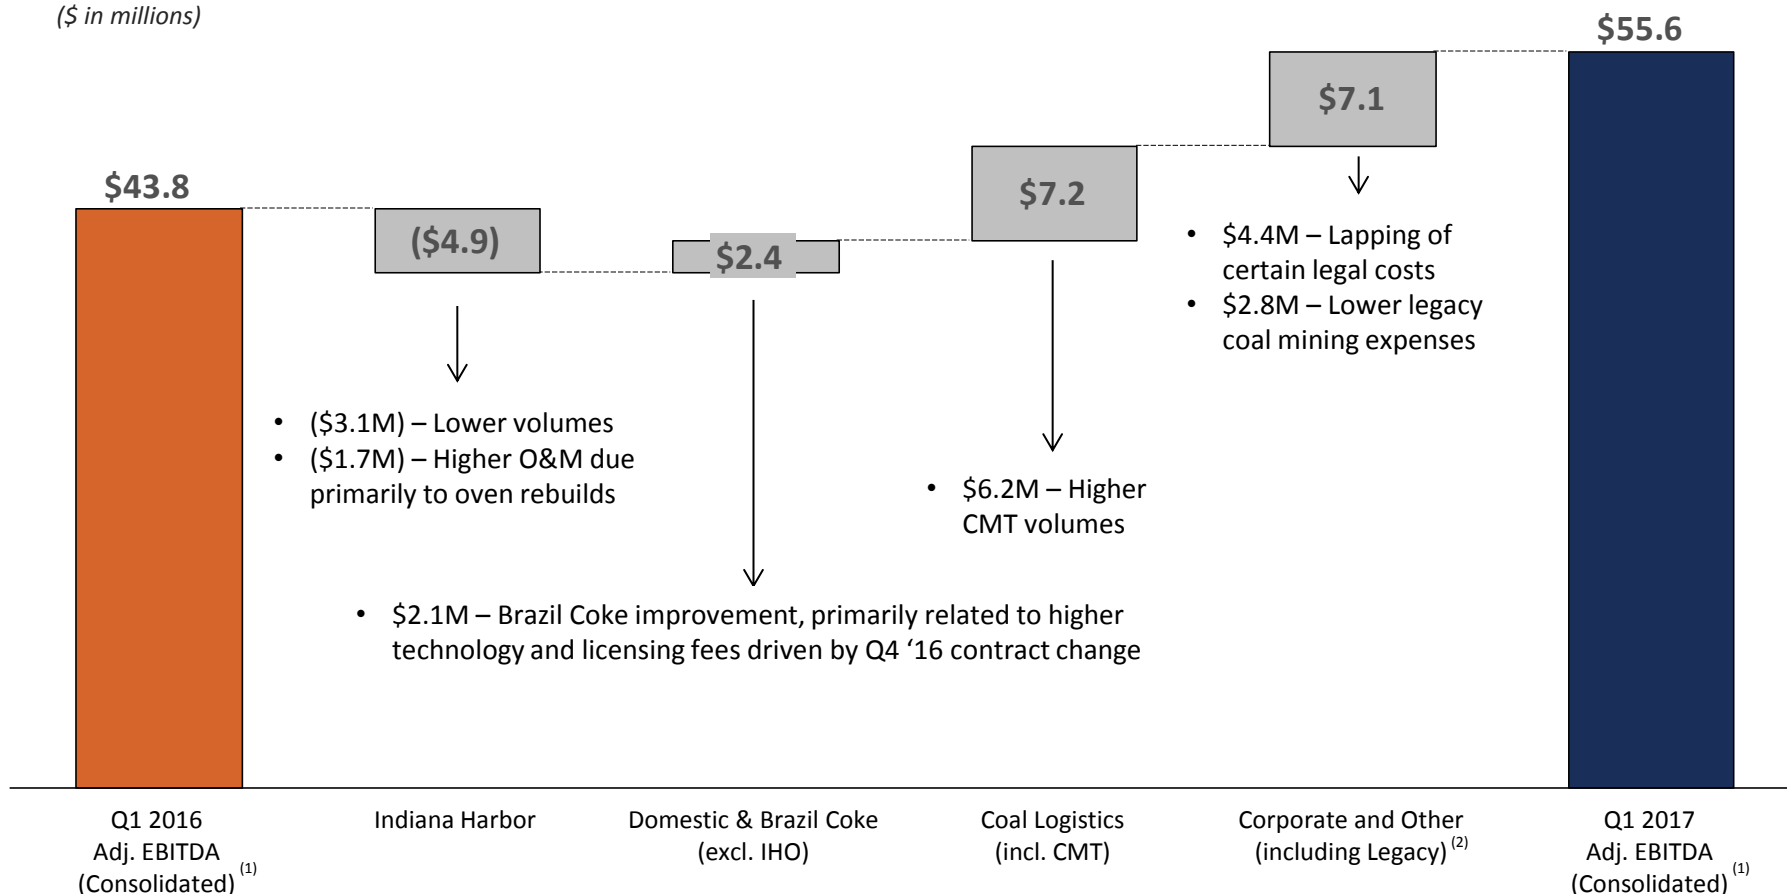 ($ in millions)
$43.8
($4.9)
$2.4
$7.2
$7.1
$55.6
• ($3.1M) – Lower volumes
• ($1.7M) – Higher O&M due
primarily to oven rebuilds
• $2.1M – Brazil Coke improvement, primarily related to higher
technology and licensing fees driven by Q4 ‘16 contract change
• $6.2M – Higher
CMT volumes
• $4.4M – Lapping of
certain legal costs
• $2.8M – Lower legacy
coal mining expenses
Q1 2016
Adj. EBITDA
(Consolidated) (1)
Indiana Harbor
Domestic & Brazil Coke
(excl. IHO)
Coal Logistics
(incl. CMT)
Corporate and Other
(including Legacy) (2)
Q1 2017
Adj. EBITDA
(Consolidated) (1)